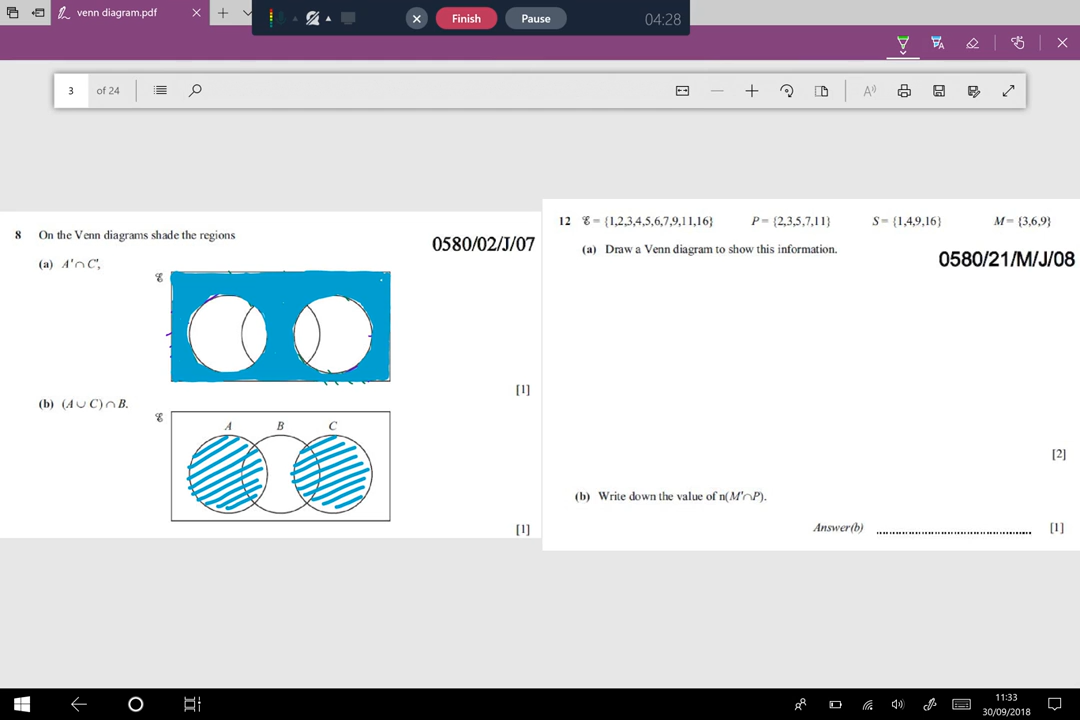 venn diagram.pdf
Finish
Pause
04:28
3
of 24
8 On the Venn diagrams shade the regions
0580/02/J/07
(a) A'∩C',
ℰ
[1]
(b) (A ∪ C) ∩ B.
ℰ
A B C
[1]
12 ℰ = {1,2,3,4,5,6,7,9,11,16} P = {2,3,5,7,11} S = {1,4,9,16} M = {3,6,9}
(a) Draw a Venn diagram to show this information.
0580/21/M/J/08
[2]
(b) Write down the value of n(M'∩P).
Answer(b) [1]
11:33
30/09/2018